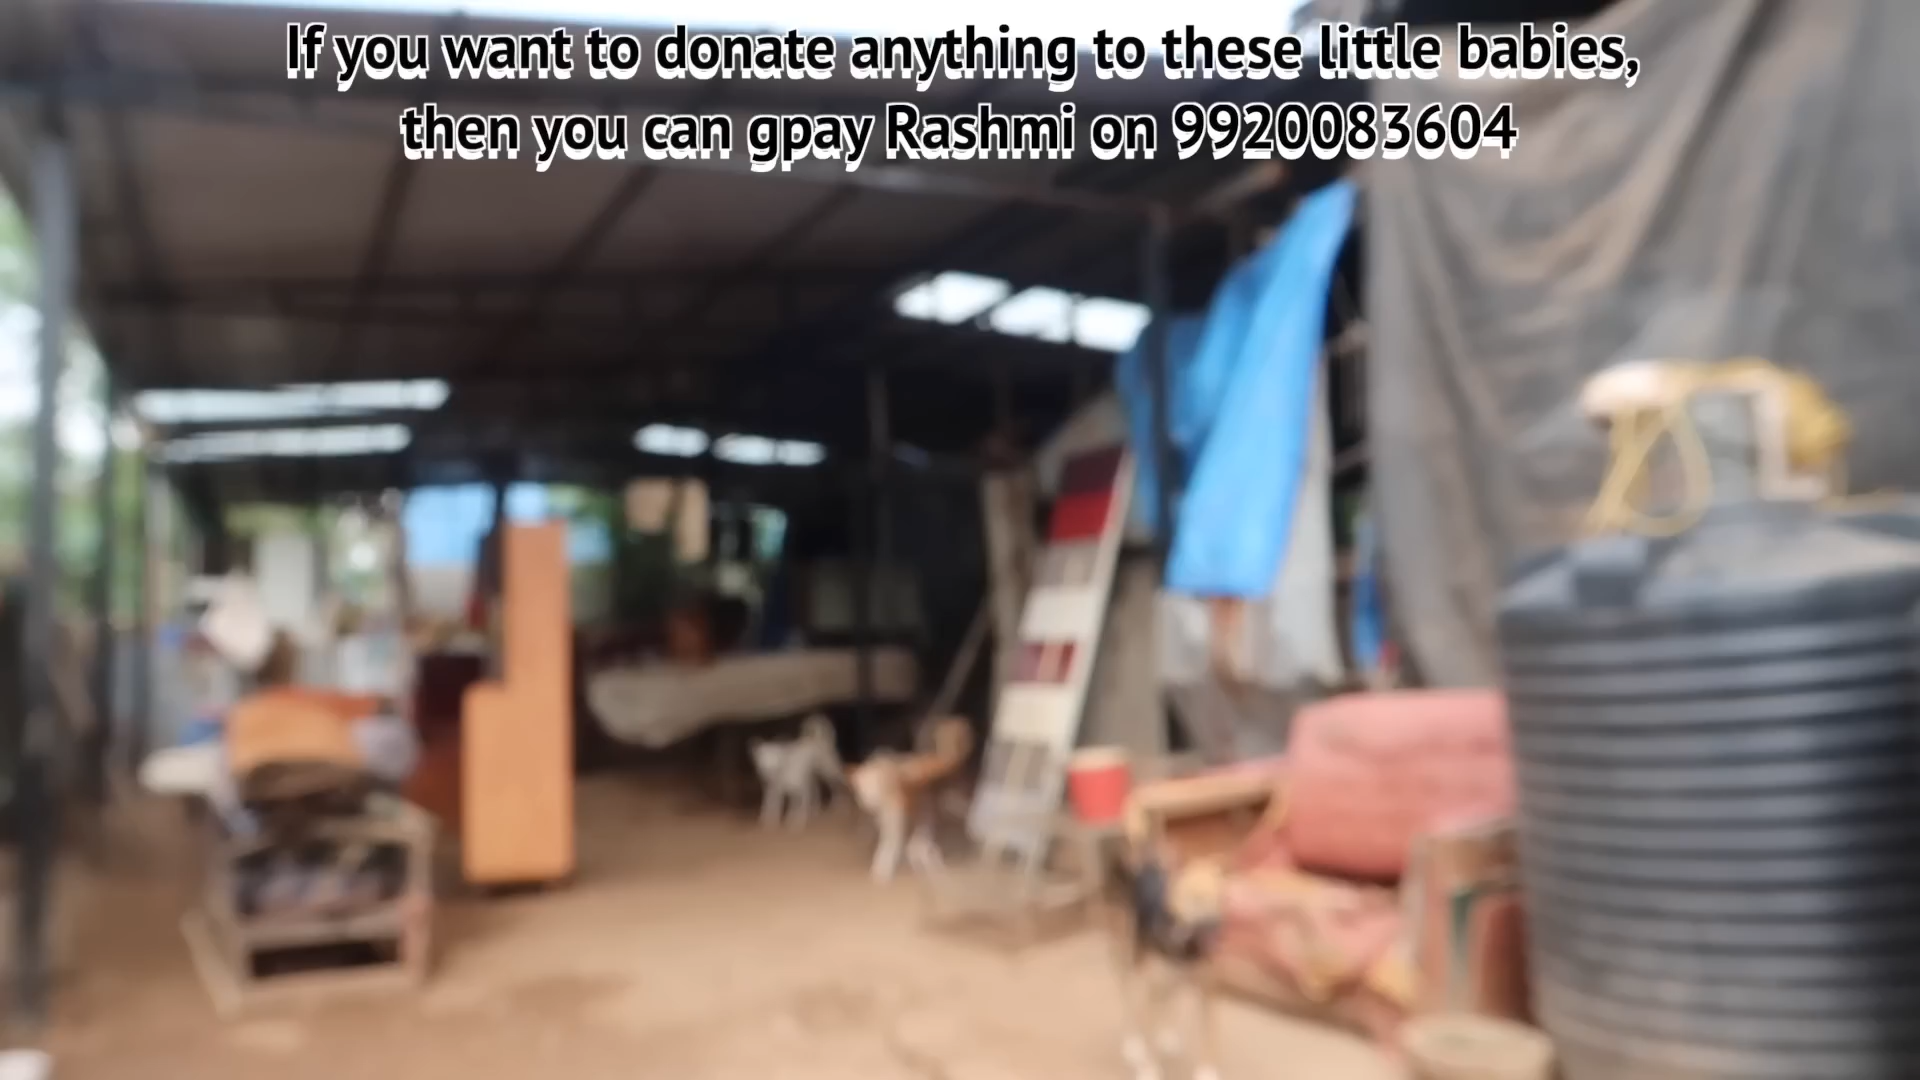 If you want to donate anything to these little babies,
then you can gpay Rashmi on 9920083604